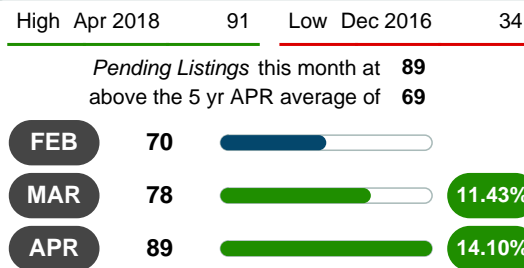 High Apr 2018 91 Low Dec 2016 34
Pending Listings this month at 89
above the 5 yr APR average of 69
FEB 70
MAR 78 11.43%
APR 89 14.10%